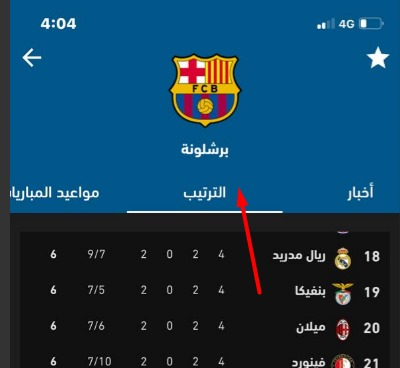 4:04 4G
FCB
برشلونة
أخبار الترتيب مواعيد المباريا
18 ريال مدريد 4 2 0 2 9/7 6
19 بنفيكا 4 2 0 2 7/5 6
20 ميلان 4 2 0 2 7/6 6
21 فينورد 4 2 0 2 7/10 6